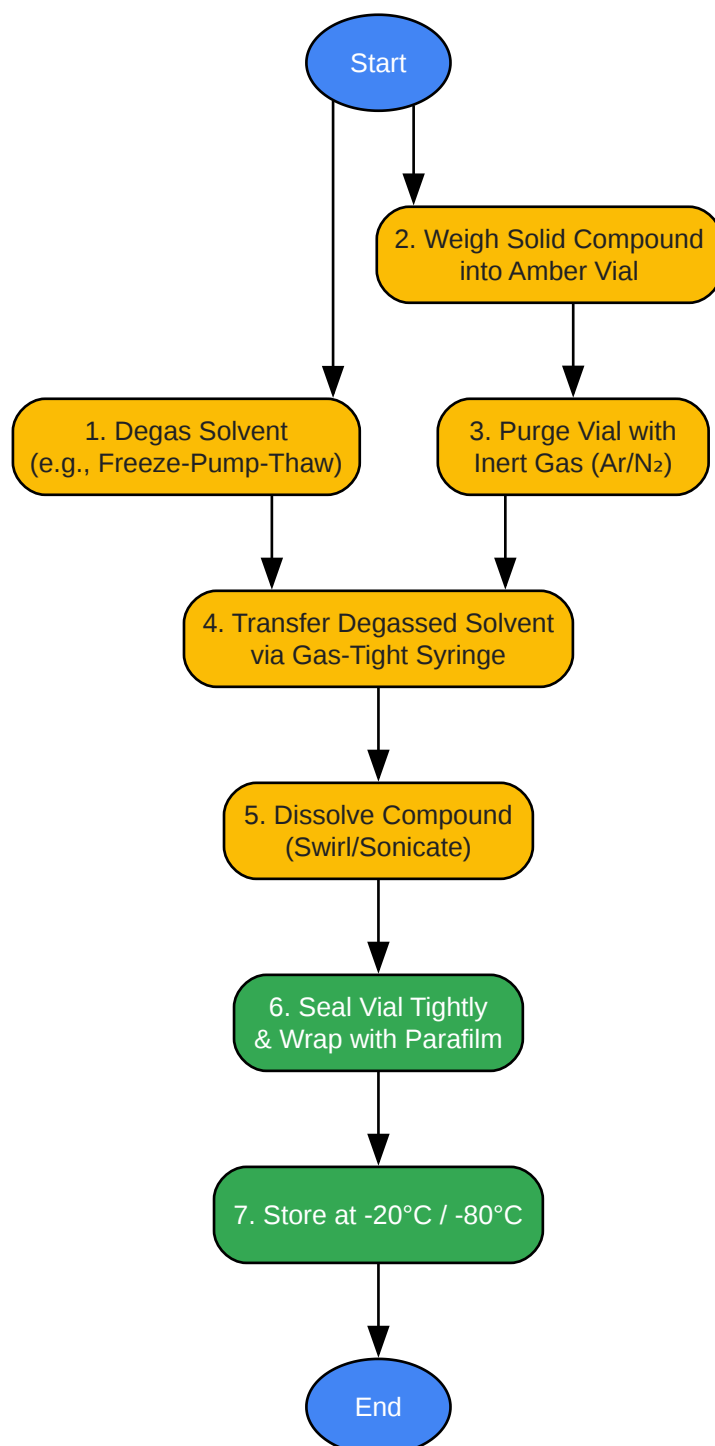 Start
2. Weigh Solid Compound
into Amber Vial
1. Degas Solvent
(e.g., Freeze-Pump-Thaw)
3. Purge Vial with
Inert Gas (Ar/N₂)
4. Transfer Degassed Solvent
via Gas-Tight Syringe
5. Dissolve Compound
(Swirl/Sonicate)
6. Seal Vial Tightly
& Wrap with Parafilm
7. Store at -20°C / -80°C
End